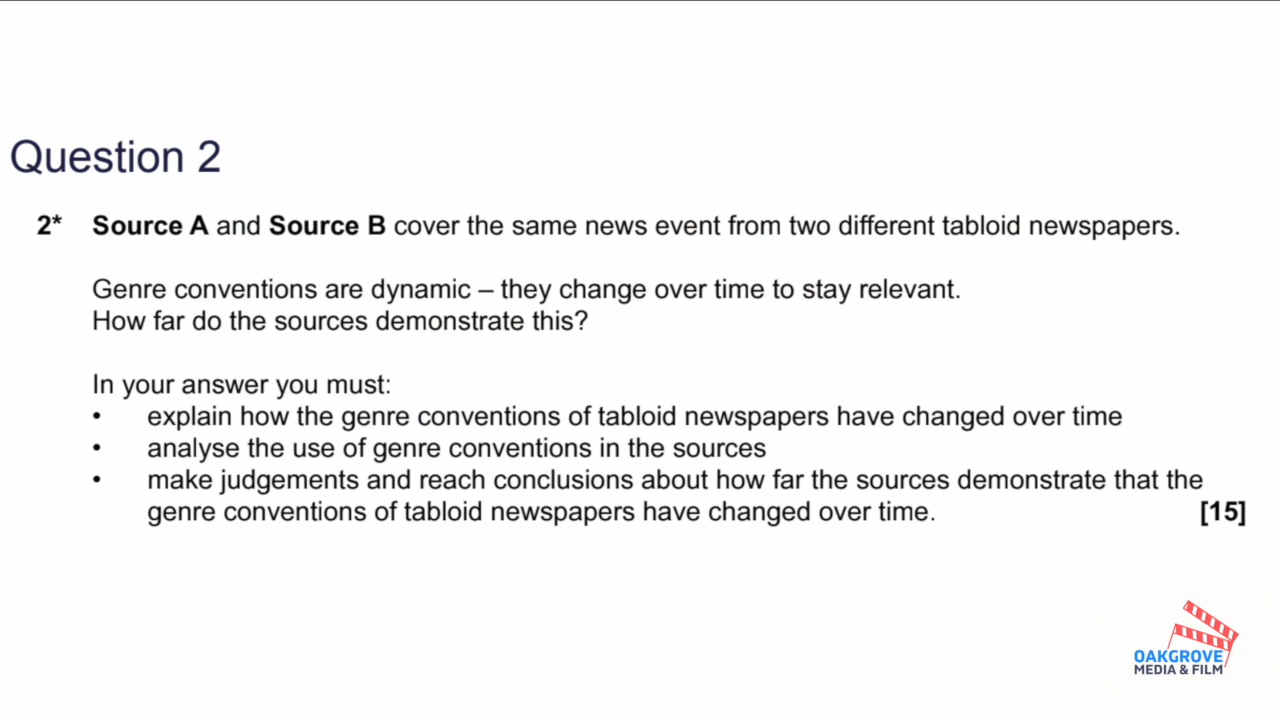 Question 2
2* Source A and Source B cover the same news event from two different tabloid newspapers.
Genre conventions are dynamic – they change over time to stay relevant.
How far do the sources demonstrate this?
In your answer you must:
• explain how the genre conventions of tabloid newspapers have changed over time
• analyse the use of genre conventions in the sources
• make judgements and reach conclusions about how far the sources demonstrate that the
genre conventions of tabloid newspapers have changed over time. [15]
OAKGROVE
MEDIA & FILM